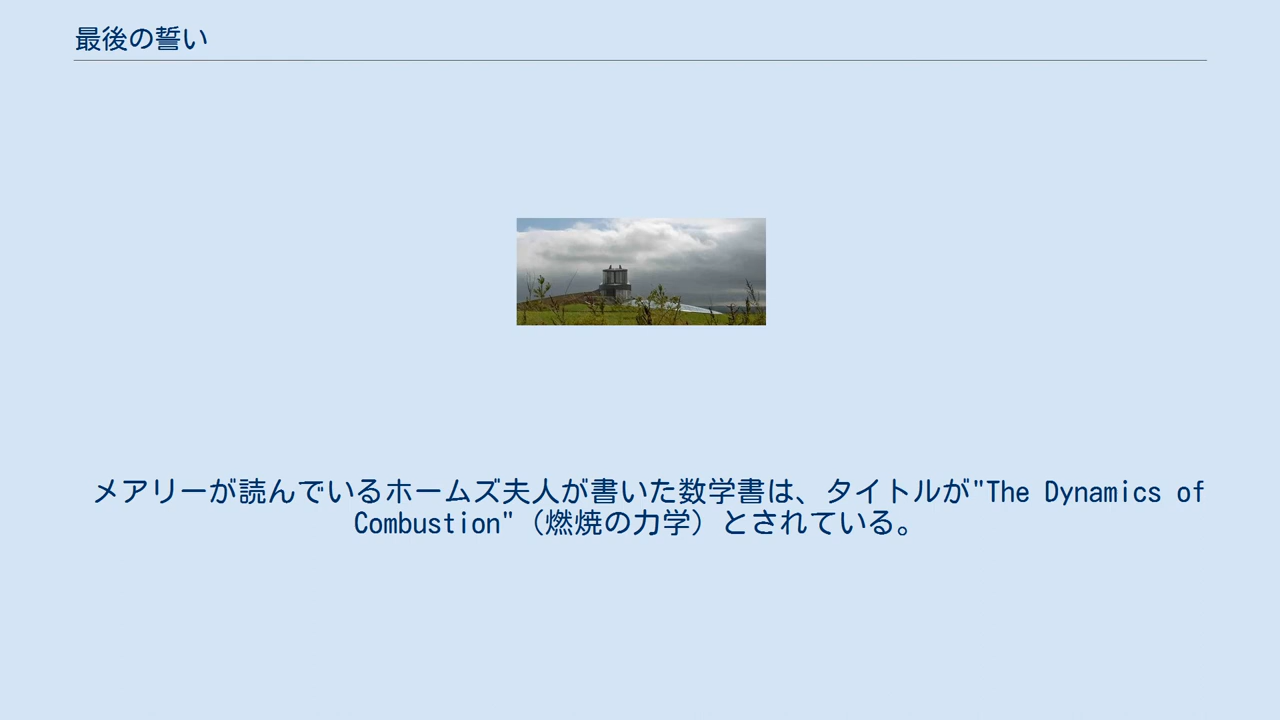 最後の誓い
メアリーが読んでいるホームズ夫人が書いた数学書は、タイトルが"The Dynamics of
Combustion"（燃焼の力学）とされている。